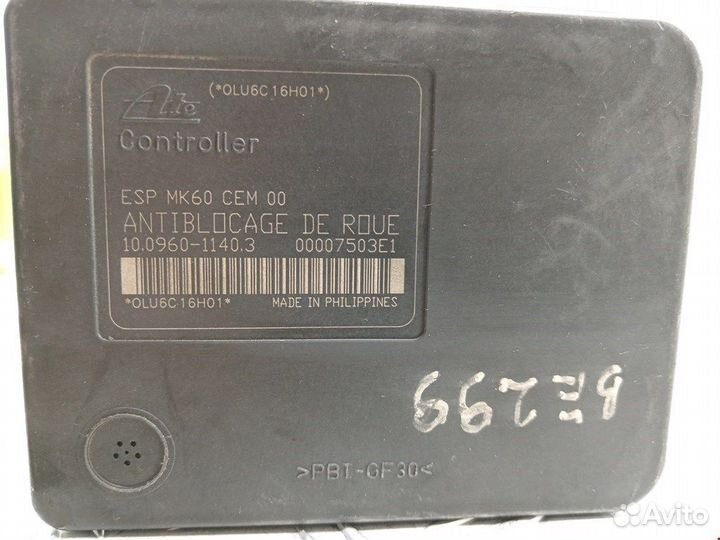 (*OLU6C16H01*)
Ate
Controller
ESP MK60 CEM 00
ANTIBLOCAGE DE ROUE
10.0960-1140.3 00007503E1
*OLU6C16H01* MADE IN PHILIPPINES
299
>PBT-GF30<
Avito